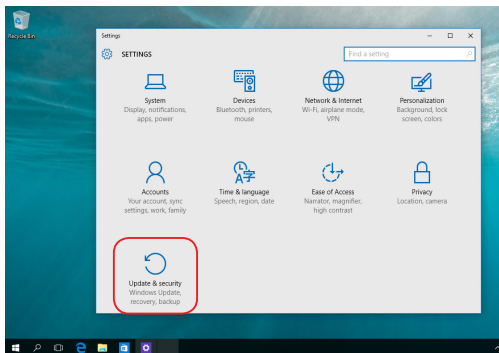 Recycle Bin
Settings
SETTINGS
Find a setting
System
Display, notifications,
apps, power
Devices
Bluetooth, printers,
mouse
Network & Internet
Wi-Fi, airplane mode,
VPN
Personalization
Background, lock
screen, colors
Accounts
Your account, sync
settings, work, family
Time & language
Speech, region, date
Ease of Access
Narrator, magnifier,
high contrast
Privacy
Location, camera
Update & security
Windows Update,
recovery, backup